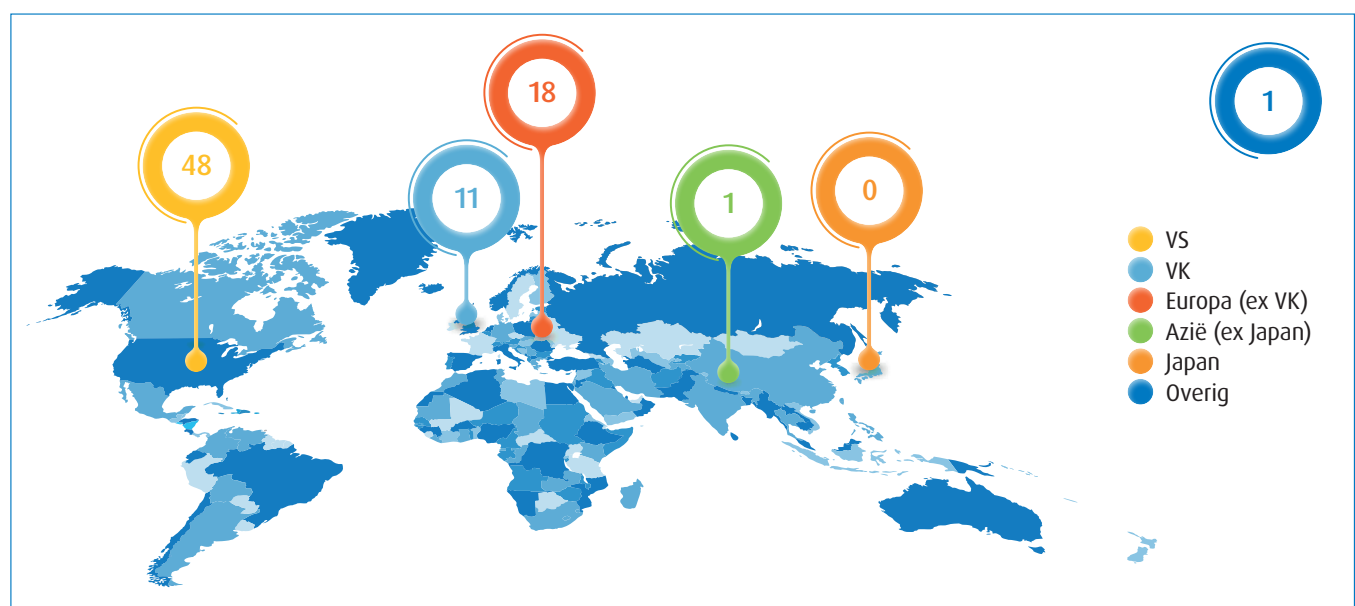 48
11
18
1
0
1
VS
VK
Europa (ex VK)
Azië (ex Japan)
Japan
Overig